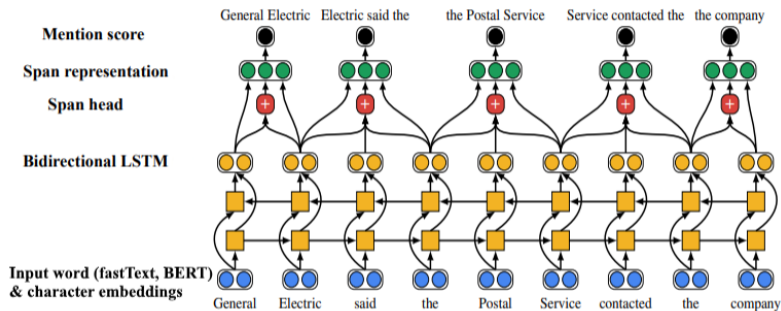 General Electric Electric said the the Postal Service Service contacted the the company
Mention score
Span representation
Span head
+ + + + +
Bidirectional LSTM
Input word (fastText, BERT)
& character embeddings
General Electric said the Postal Service contacted the company